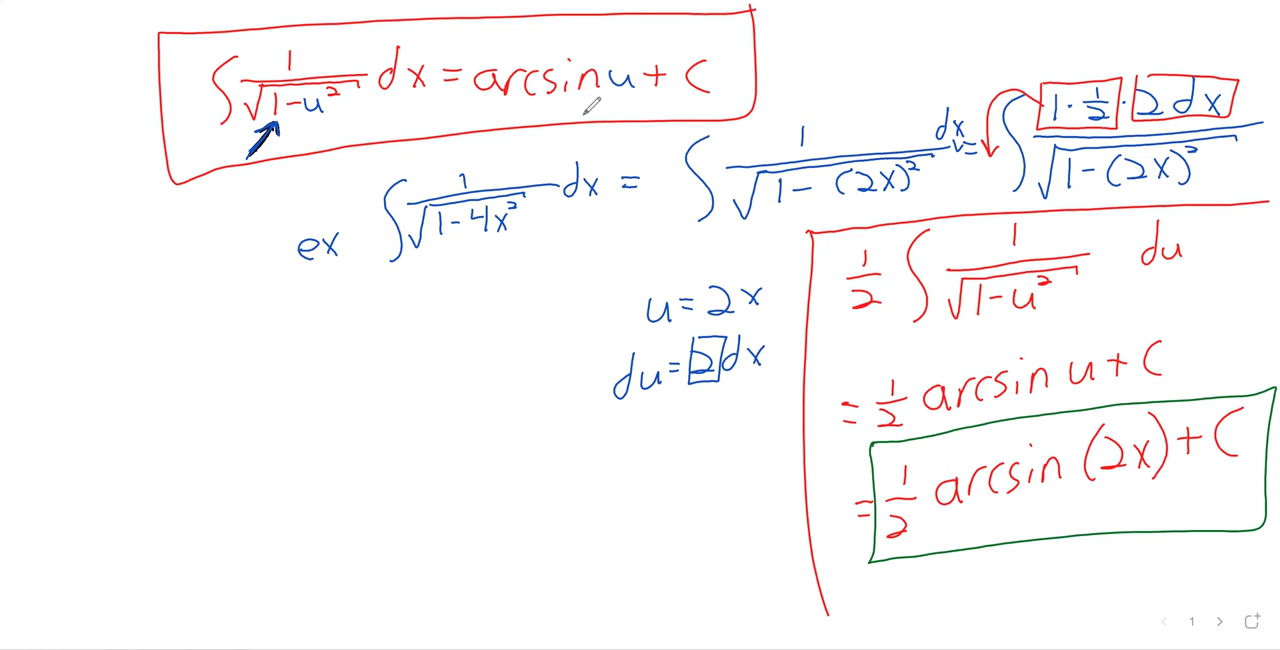 ∫ 1/√(1-u²) dx = arcsin u + C
ex ∫ 1/√(1-4x²) dx = ∫ 1/√(1-(2x)²) dx = ∫ 1·1/2·2dx/√(1-(2x)²)
u = 2x
du = 2dx
1/2 ∫ 1/√(1-u²) du
= 1/2 arcsin u + C
= 1/2 arcsin (2x) + C
1